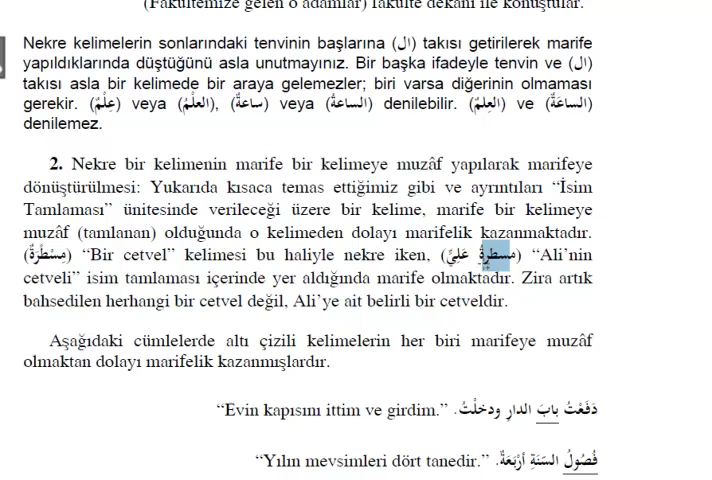 (Fakültemize gelen o adamlar) fakülte dekanı ile konuştular.
Nekre kelimelerin sonlarındaki tenvinin başlarına (ال) takısı getirilerek marife
yapıldıklarında düştüğünü asla unutmayınız. Bir başka ifadeyle tenvin ve (ال)
takısı asla bir kelimede bir araya gelemezler; biri varsa diğerinin olmaması
gerekir. (عِلْمٌ) veya (العلْمُ), (ساعةٌ) veya (الساعةُ) denilebilir. (العِلمٌ) ve (الساعَةٌ)
denilemez.
2. Nekre bir kelimenin marife bir kelimeye muzâf yapılarak marifeye
dönüştürülmesi: Yukarıda kısaca temas ettiğimiz gibi ve ayrıntıları “İsim
Tamlaması” ünitesinde verileceği üzere bir kelime, marife bir kelimeye
muzâf (tamlanan) olduğunda o kelimeden dolayı marifelik kazanmaktadır.
(مِسْطَرَةٌ) “Bir cetvel” kelimesi bu haliyle nekre iken, (مسطرةُ عَلِيٍّ) “Ali’nin
cetveli” isim tamlaması içerinde yer aldığında marife olmaktadır. Zira artık
bahsedilen herhangi bir cetvel değil, Ali’ye ait belirli bir cetveldir.
Aşağıdaki cümlelerde altı çizili kelimelerin her biri marifeye muzâf
olmaktan dolayı marifelik kazanmışlardır.
“Evin kapısını ittim ve girdim.” دَفَعْتُ بابَ الدارِ ودخلْتُ.
“Yılın mevsimleri dört tanedir.” فُصُولُ السَنَةِ أرْبَعَةٌ.